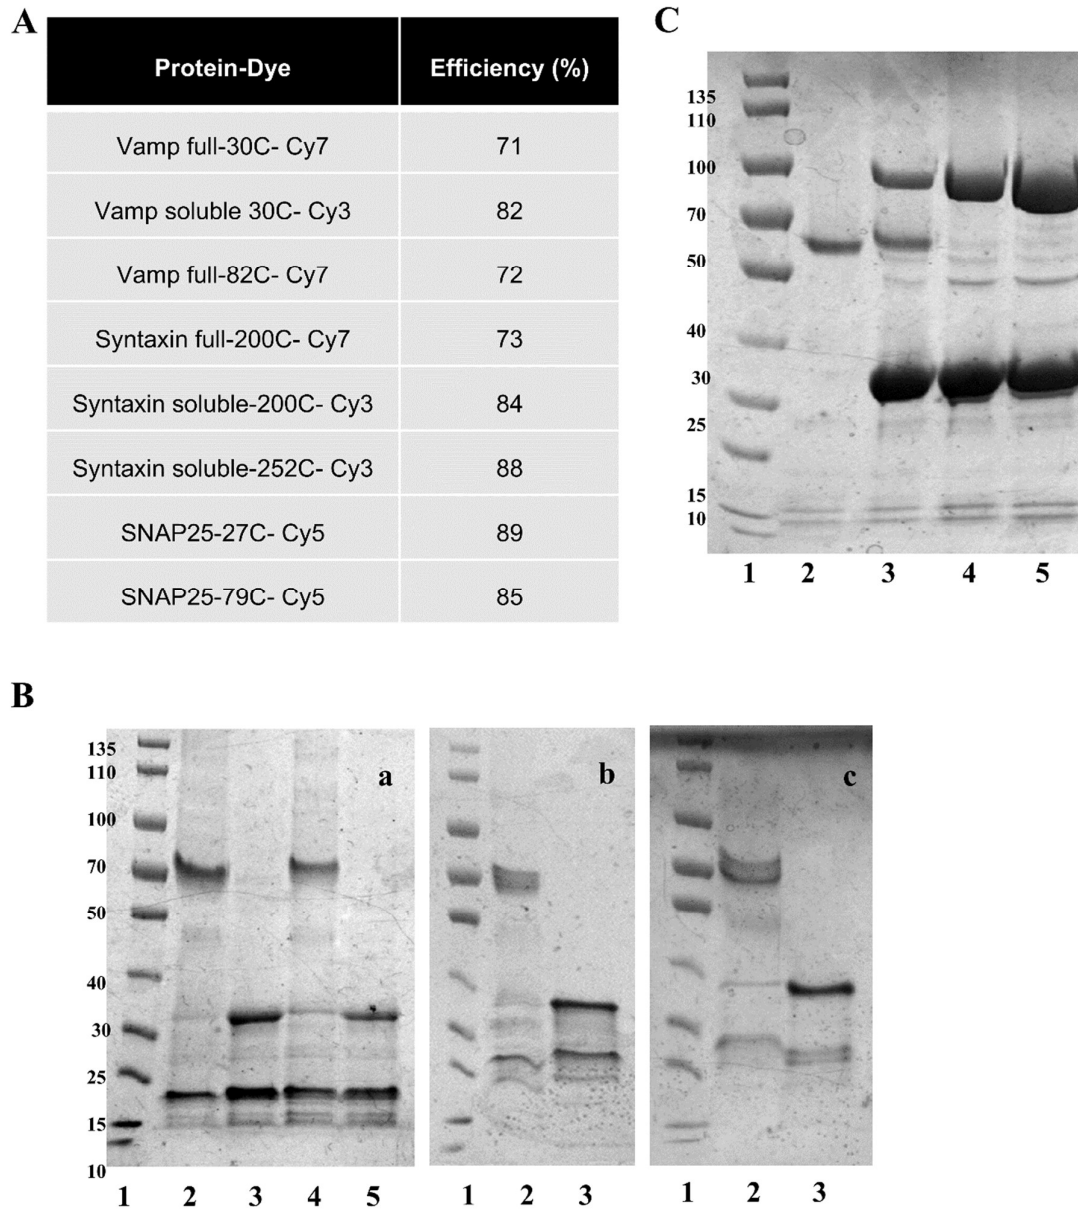 A
Protein-Dye Efficiency (%)
Vamp full-30C- Cy7 71
Vamp soluble 30C- Cy3 82
Vamp full-82C- Cy7 72
Syntaxin full-200C- Cy7 73
Syntaxin soluble-200C- Cy3 84
Syntaxin soluble-252C- Cy3 88
SNAP25-27C- Cy5 89
SNAP25-79C- Cy5 85
C
135
110
100
70
50
40
30
25
15
10
1 2 3 4 5
B
a
135
110
100
70
50
40
30
25
15
10
1 2 3 4 5
b
1 2 3
c
1 2 3